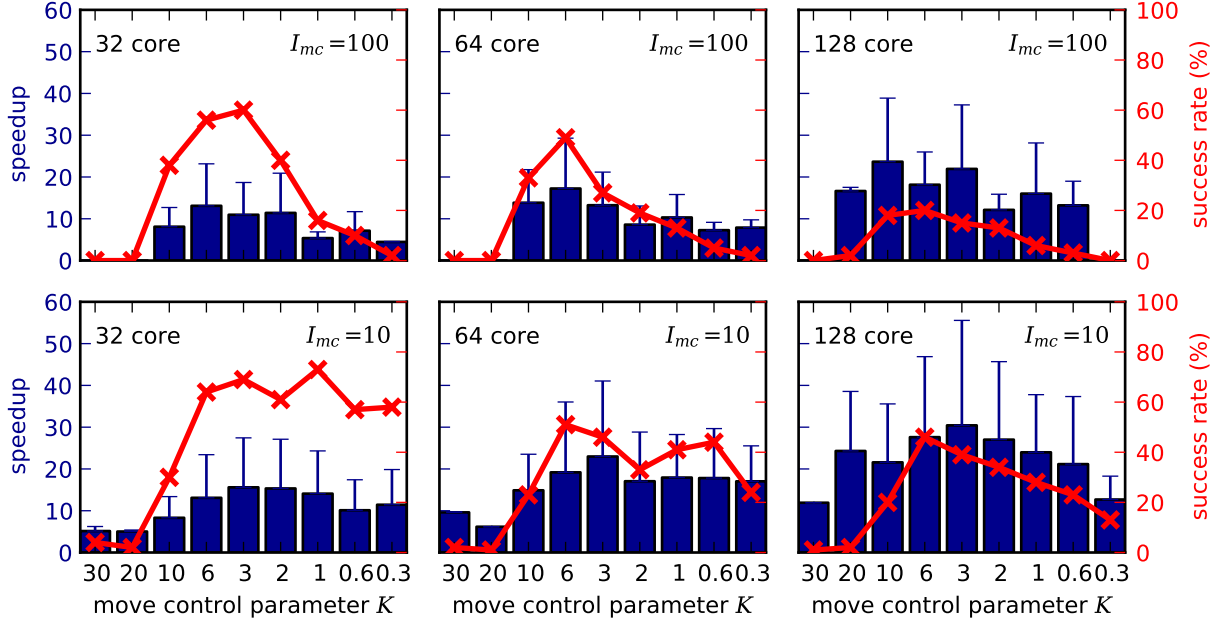 32 core I_mc=100 64 core I_mc=100 128 core I_mc=100
60 50 40 30 20 10 0
speedup
100 80 60 40 20 0
success rate (%)
32 core I_mc=10 64 core I_mc=10 128 core I_mc=10
60 50 40 30 20 10 0
speedup
100 80 60 40 20 0
success rate (%)
30 20 10 6 3 2 1 0.6 0.3 30 20 10 6 3 2 1 0.6 0.3 30 20 10 6 3 2 1 0.6 0.3
move control parameter K move control parameter K move control parameter K